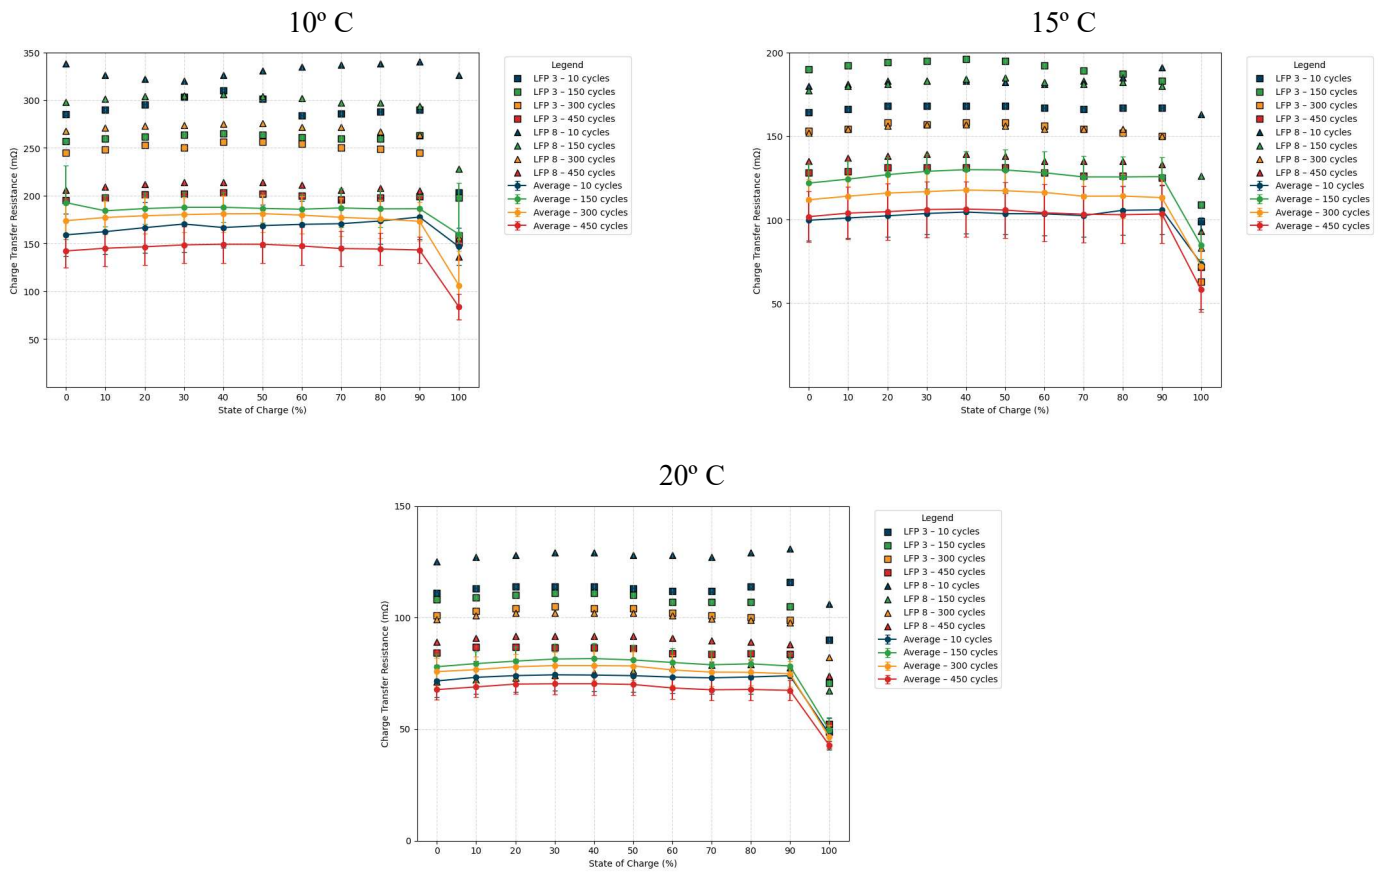 10º C
15º C
350
300
250
200
150
100
50
Charge Transfer Resistance (mΩ)
0 10 20 30 40 50 60 70 80 90 100
State of Charge (%)
Legend
LFP 3 – 10 cycles
LFP 3 – 150 cycles
LFP 3 – 300 cycles
LFP 3 – 450 cycles
LFP 8 – 10 cycles
LFP 8 – 150 cycles
LFP 8 – 300 cycles
LFP 8 – 450 cycles
Average – 10 cycles
Average – 150 cycles
Average – 300 cycles
Average – 450 cycles
200
150
100
50
Charge Transfer Resistance (mΩ)
0 10 20 30 40 50 60 70 80 90 100
State of Charge (%)
Legend
LFP 3 – 10 cycles
LFP 3 – 150 cycles
LFP 3 – 300 cycles
LFP 3 – 450 cycles
LFP 8 – 10 cycles
LFP 8 – 150 cycles
LFP 8 – 300 cycles
LFP 8 – 450 cycles
Average – 10 cycles
Average – 150 cycles
Average – 300 cycles
Average – 450 cycles
20º C
150
100
50
0
Charge Transfer Resistance (mΩ)
0 10 20 30 40 50 60 70 80 90 100
State of Charge (%)
Legend
LFP 3 – 10 cycles
LFP 3 – 150 cycles
LFP 3 – 300 cycles
LFP 3 – 450 cycles
LFP 8 – 10 cycles
LFP 8 – 150 cycles
LFP 8 – 300 cycles
LFP 8 – 450 cycles
Average – 10 cycles
Average – 150 cycles
Average – 300 cycles
Average – 450 cycles